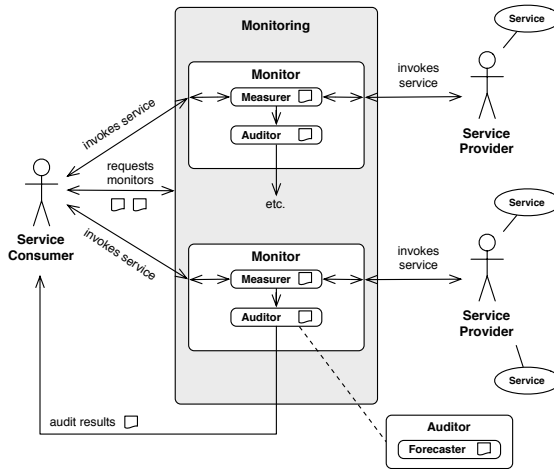 Monitoring
Service
Monitor
Measurer
Auditor
invokes
service
Service
Provider
invokes service
requests
monitors
etc.
Service
Consumer
invokes service
Service
Monitor
Measurer
Auditor
invokes
service
Service
Provider
Service
audit results
Auditor
Forecaster